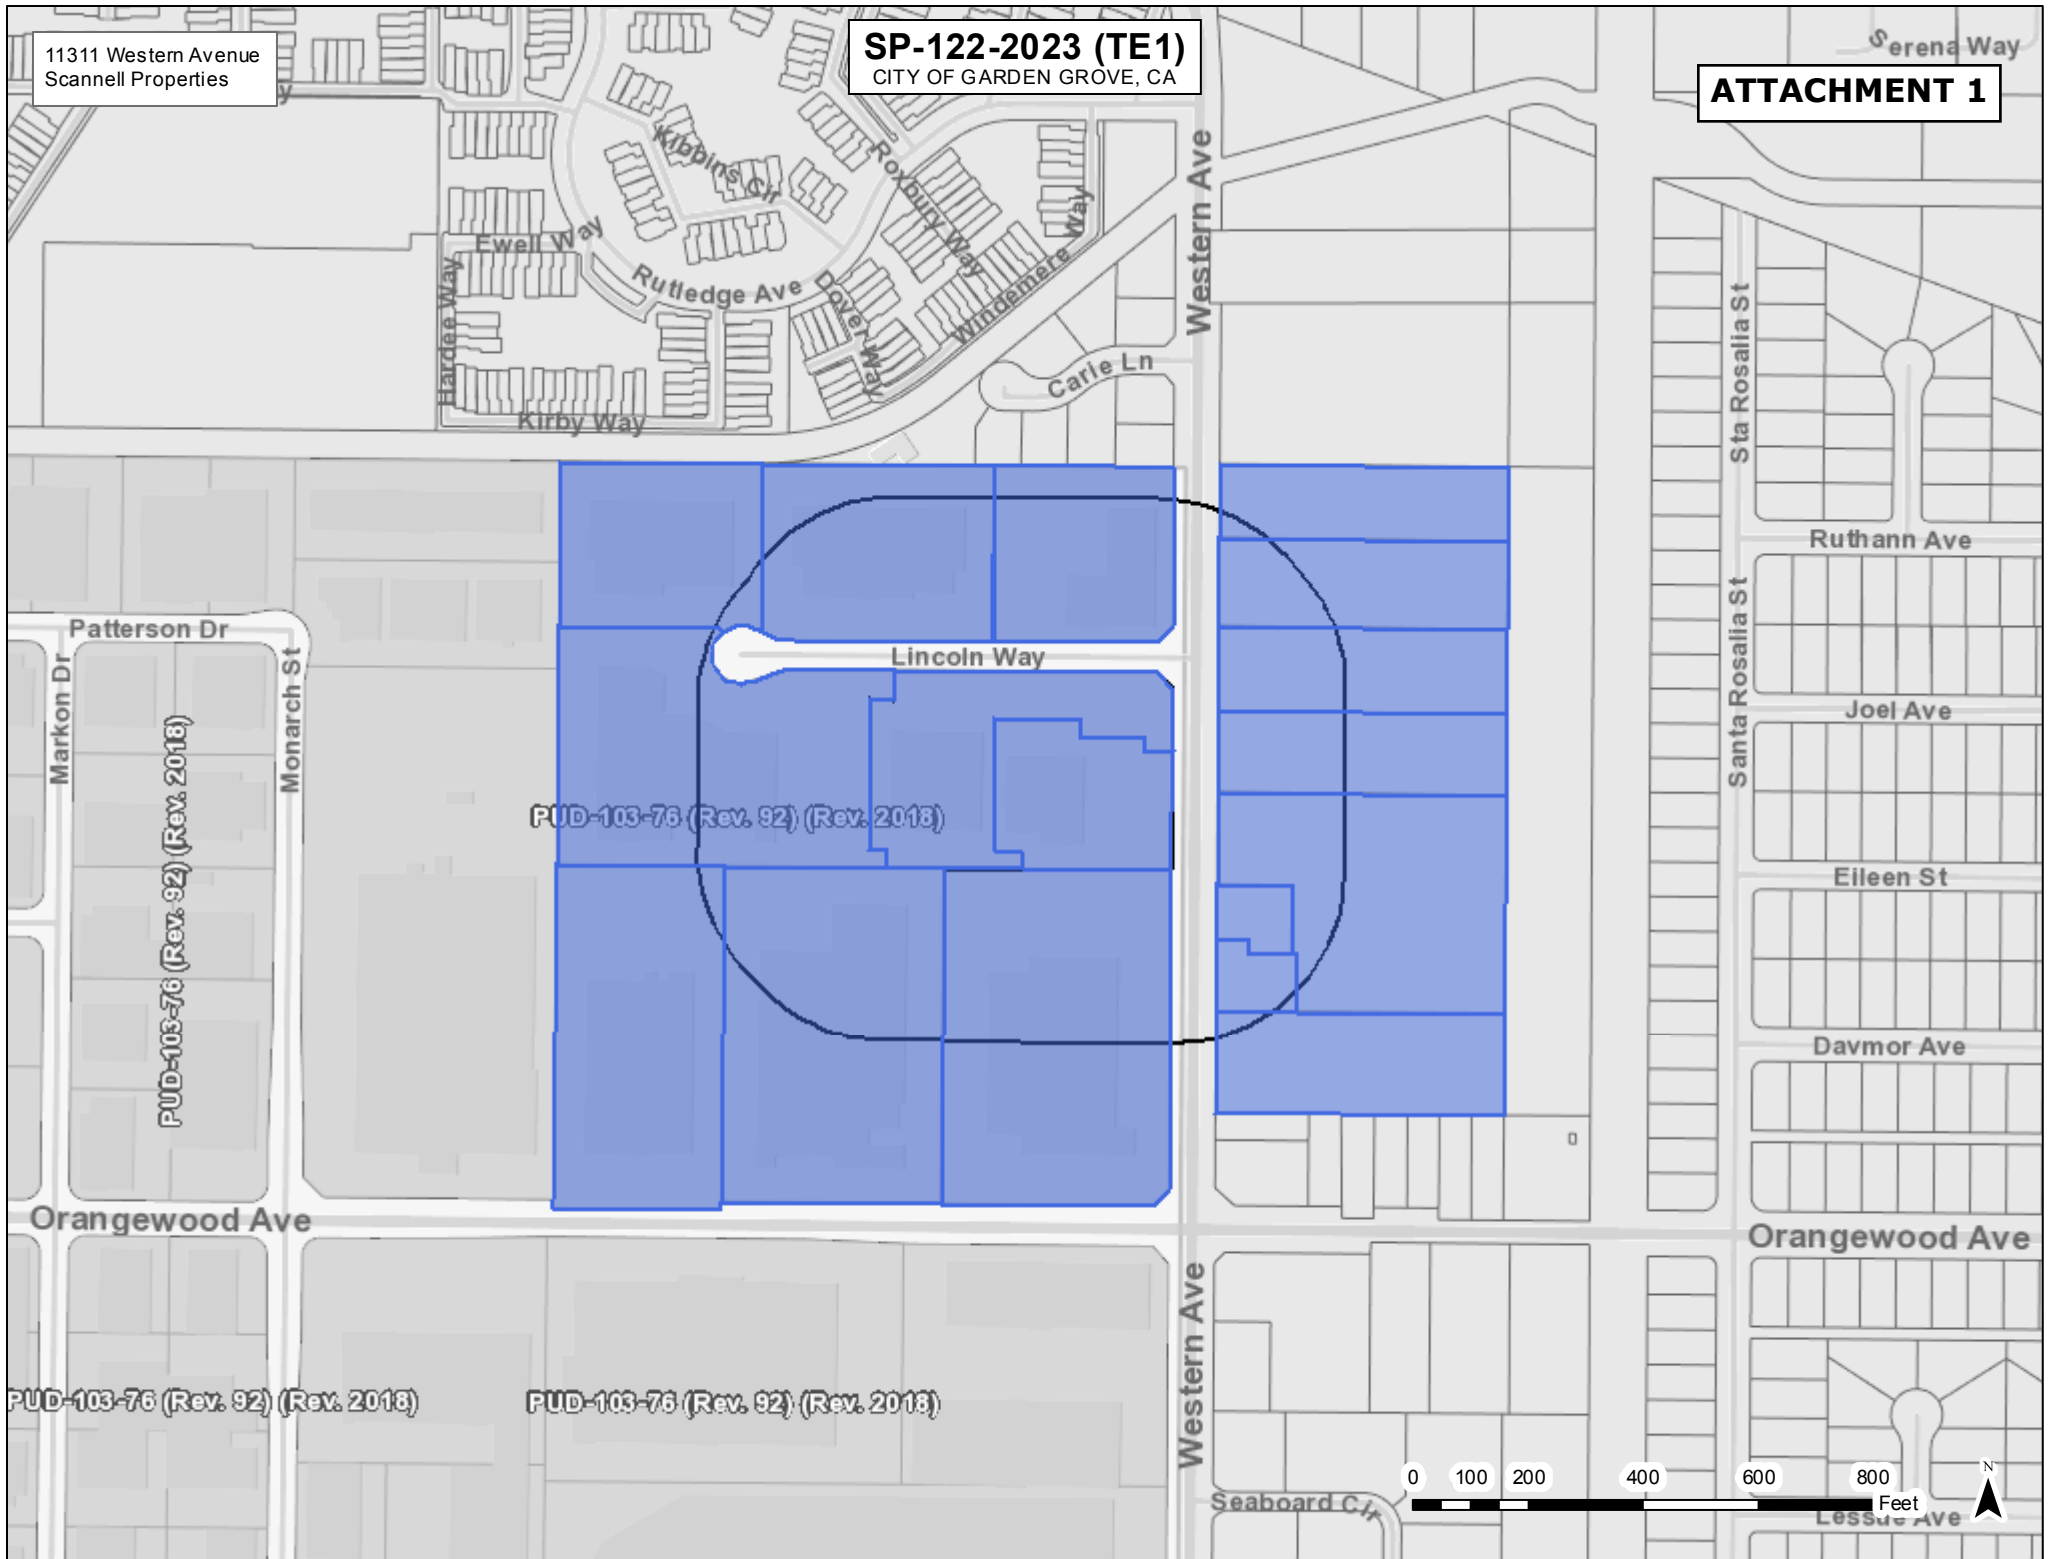 11311 Western Avenue
Scannell Properties
SP-122-2023 (TE1)
CITY OF GARDEN GROVE, CA
ATTACHMENT 1
Serena Way
y
Kibbins Cir
Roxbury Way
Western Ave
Ewell Way
Rutledge Ave
Hardee Way
Dover Way
Windemere Way
Carie Ln
Kirby Way
Sta Rosalia St
Ruthann Ave
Patterson Dr
Lincoln Way
Markon Dr
Monarch St
Santa Rosalia St
Joel Ave
PUD-103-76 (Rev. 92) (Rev. 2018)
PUD-103-76 (Rev. 92) (Rev. 2018)
Eileen St
Davmor Ave
Orangewood Ave
Orangewood Ave
Western Ave
PUD-103-76 (Rev. 92) (Rev. 2018)
PUD-103-76 (Rev. 92) (Rev. 2018)
Seaboard Cir
0 100 200 400 600 800
Feet
N
Lessue Ave